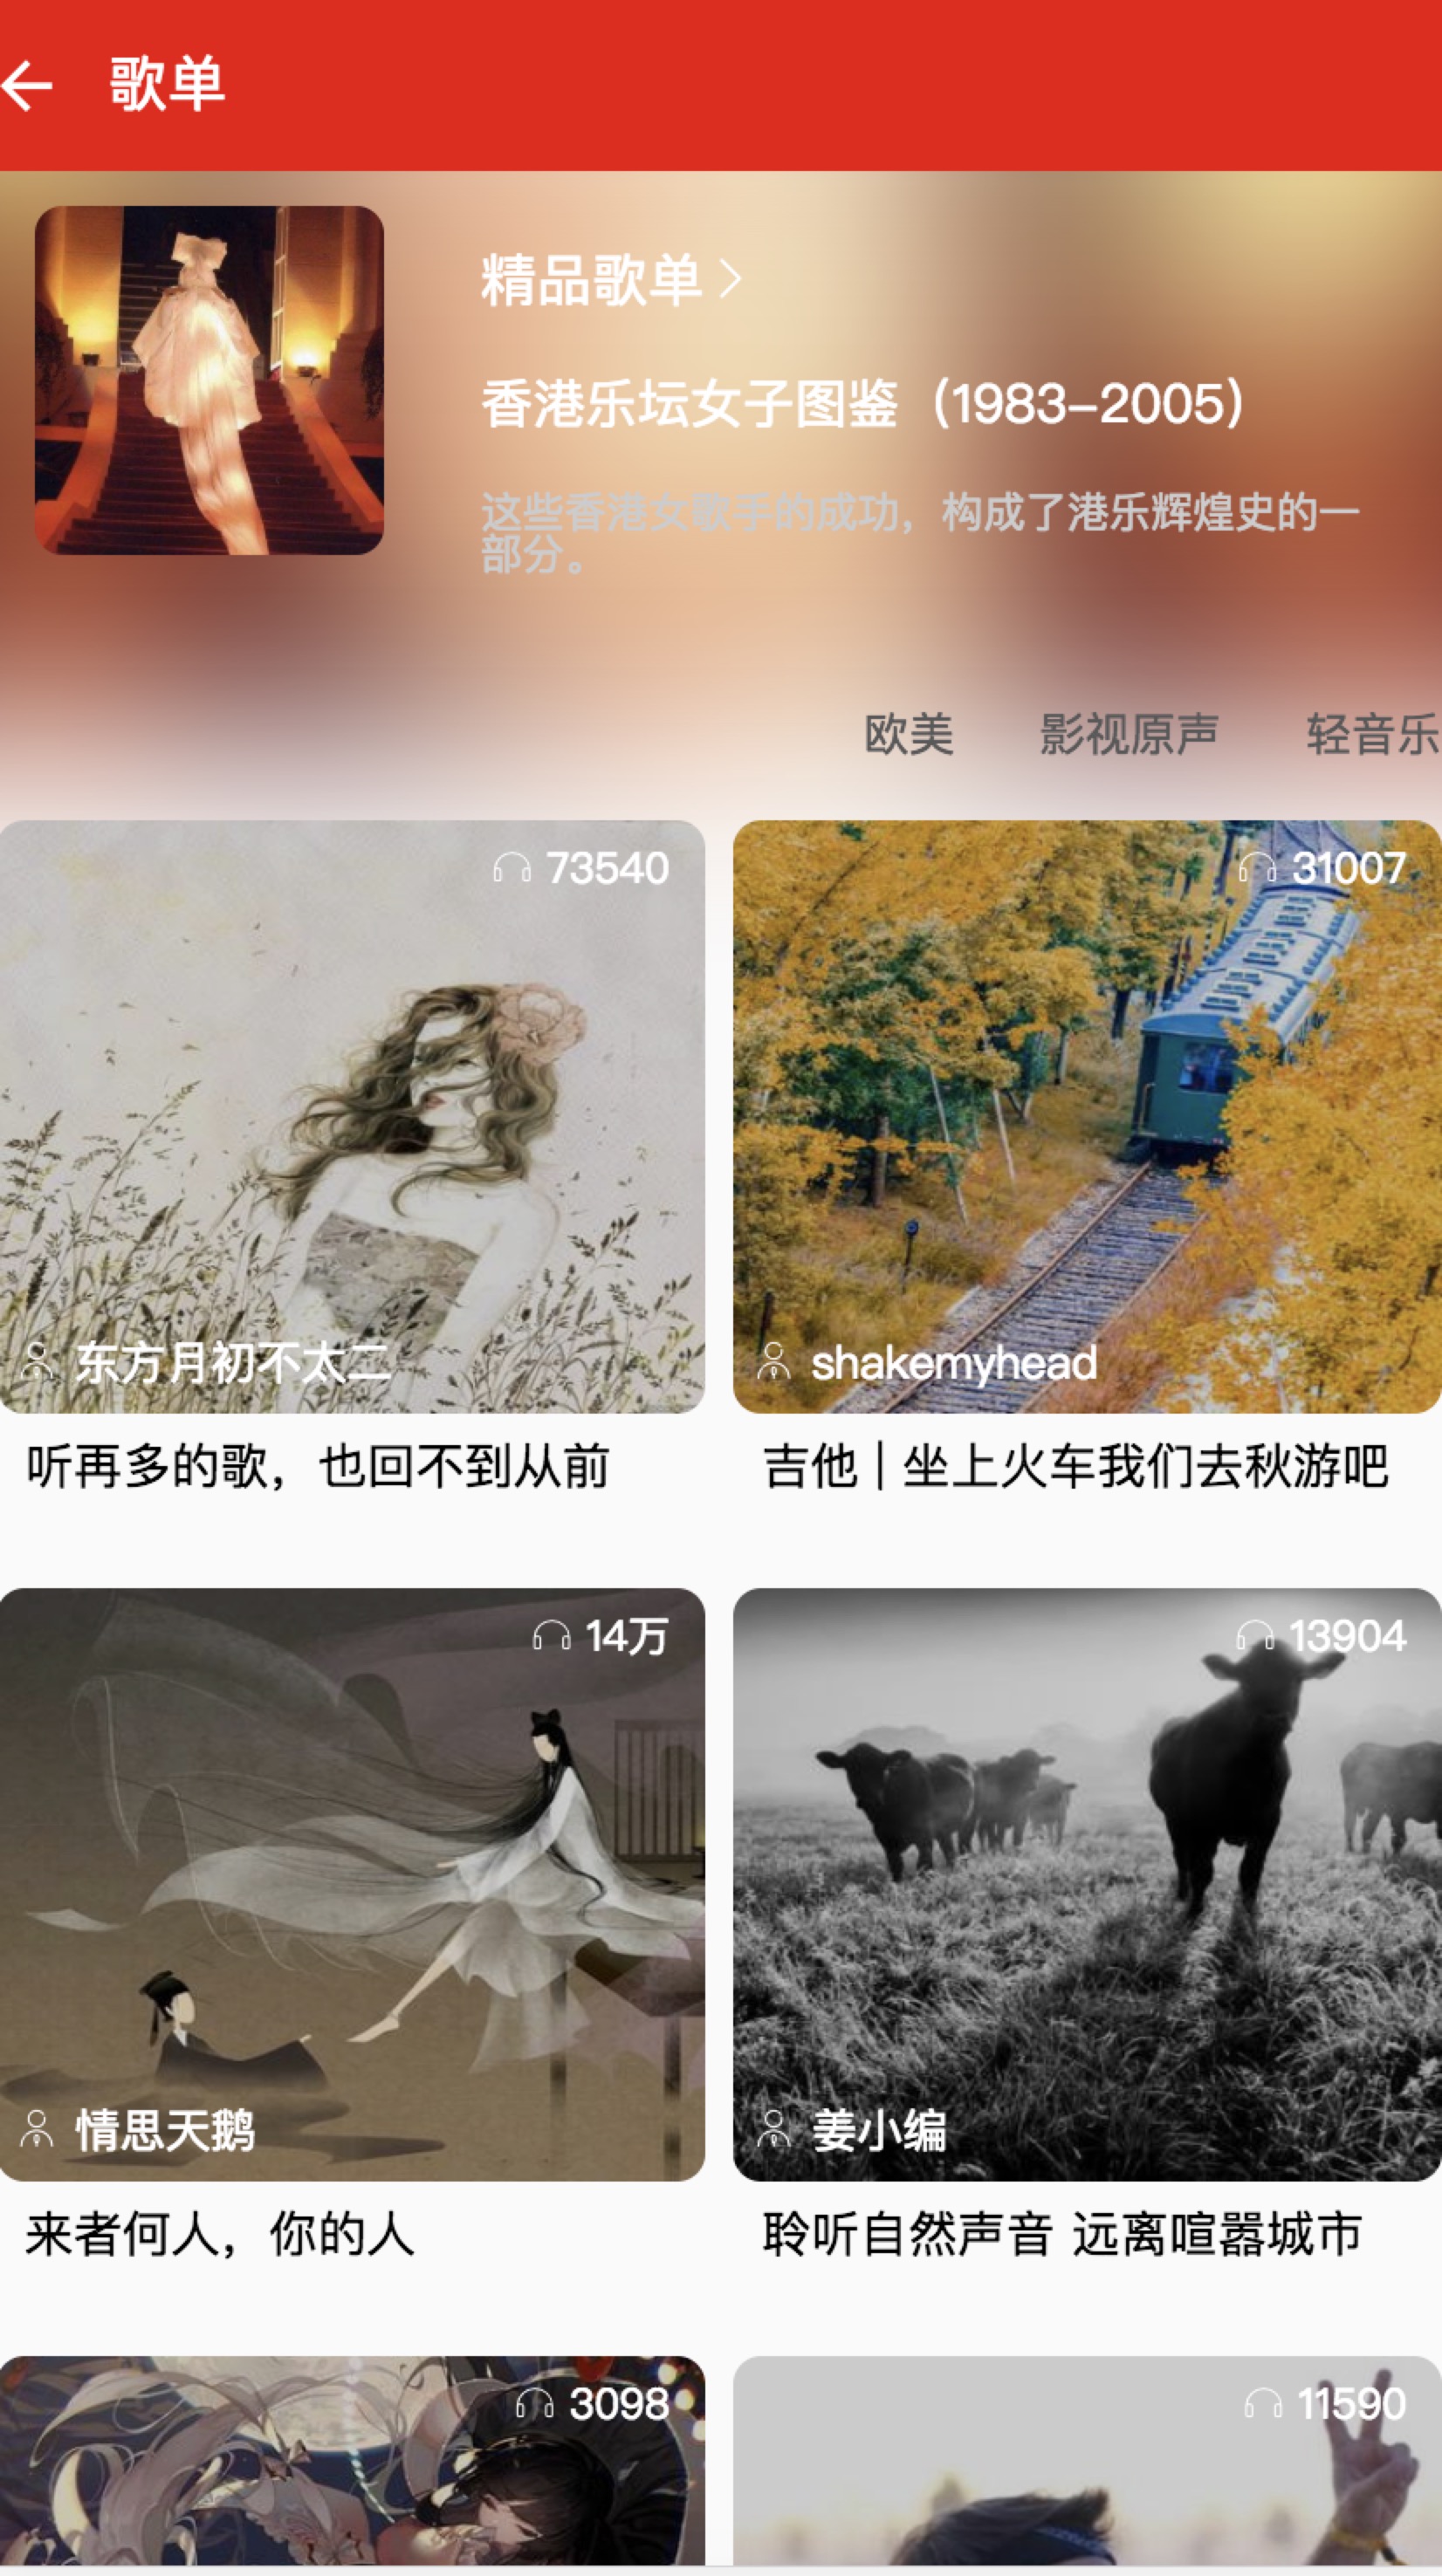 歌单
精品歌单
香港乐坛女子图鉴（1983-2005）
这些香港女歌手的成功，构成了港乐辉煌史的一
部分。
欧美 影视原声 轻音乐
73540
31007
东方月初不太二
shakemyhead
听再多的歌，也回不到从前
吉他 | 坐上火车我们去秋游吧
14万
13904
情思天鹅
姜小编
来者何人，你的人
聆听自然声音 远离喧嚣城市
3098
11590